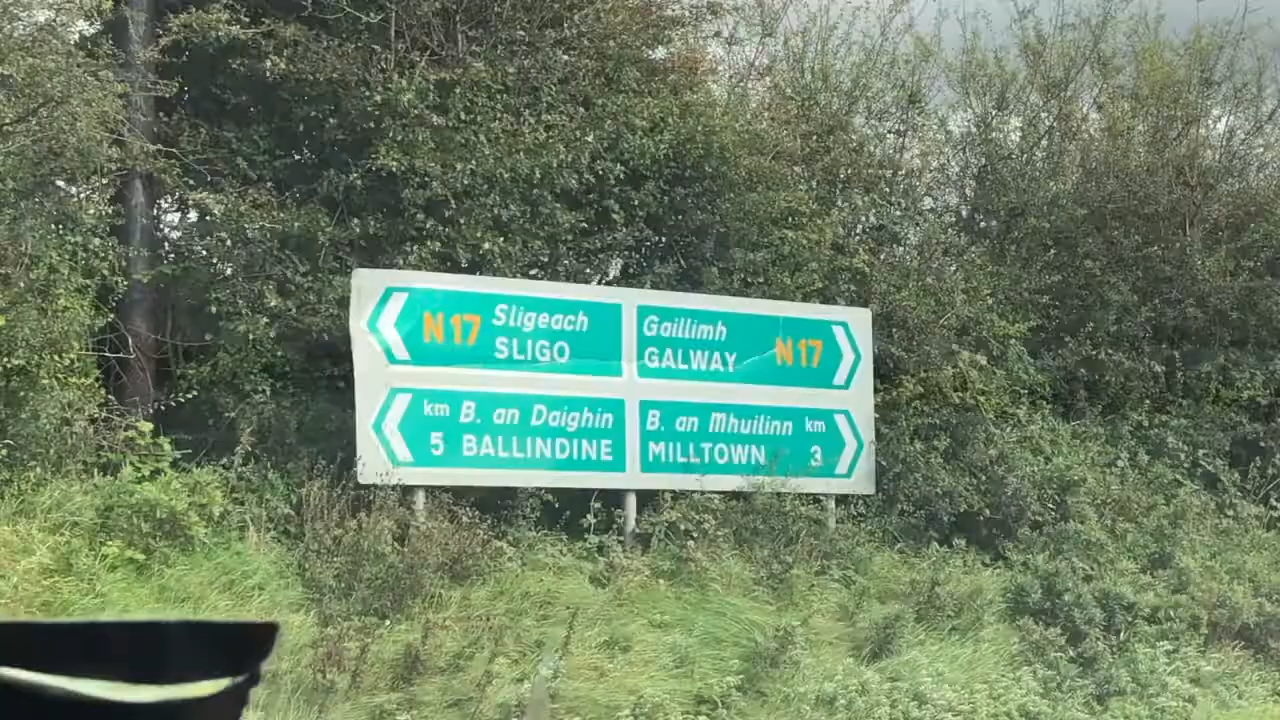 N17 Sligeach
SLIGO
Gaillimh
GALWAY N17
km B. an Daighin
5 BALLINDINE
B. an Mhuilinn km
MILLTOWN 3